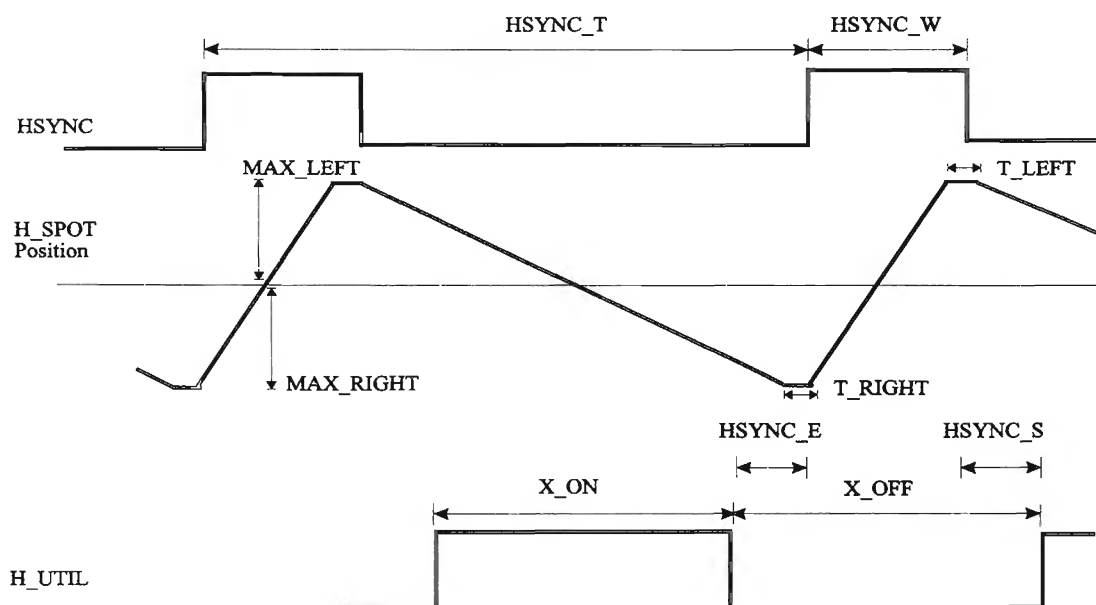 HSYNC_T
HSYNC_W
HSYNC
MAX_LEFT
T_LEFT
H_SPOT
Position
MAX_RIGHT
T_RIGHT
HSYNC_E
HSYNC_S
X_ON
X_OFF
H_UTIL